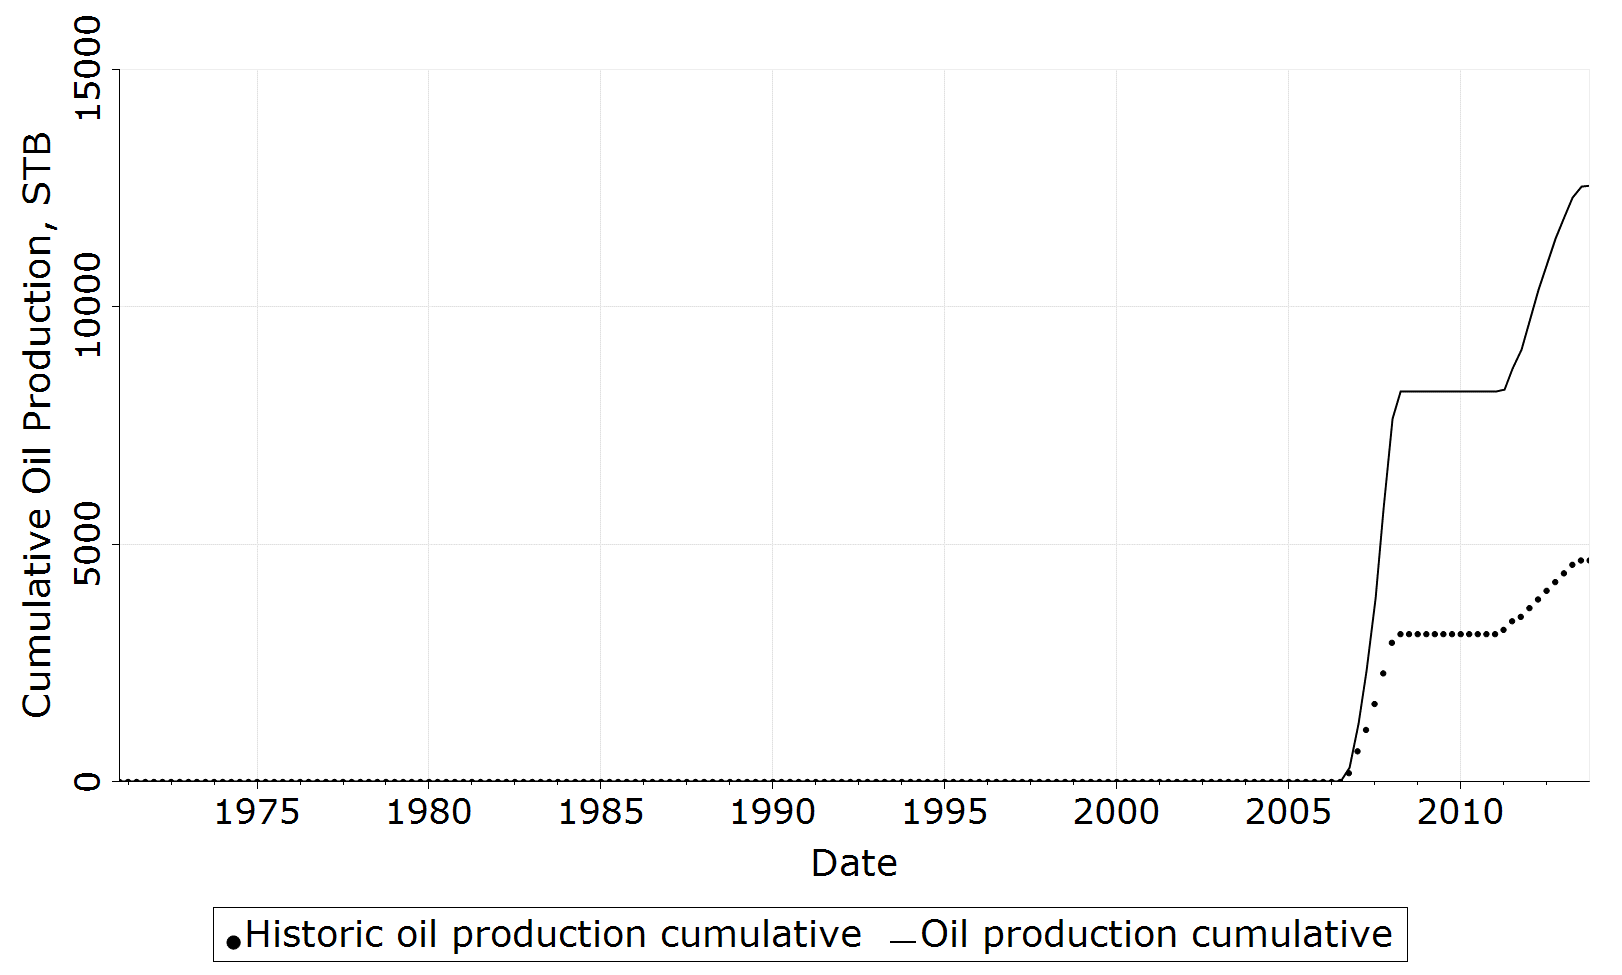 15000
10000
5000
0
Cumulative Oil Production, STB
1975 1980 1985 1990 1995 2000 2005 2010
Date
Historic oil production cumulative Oil production cumulative